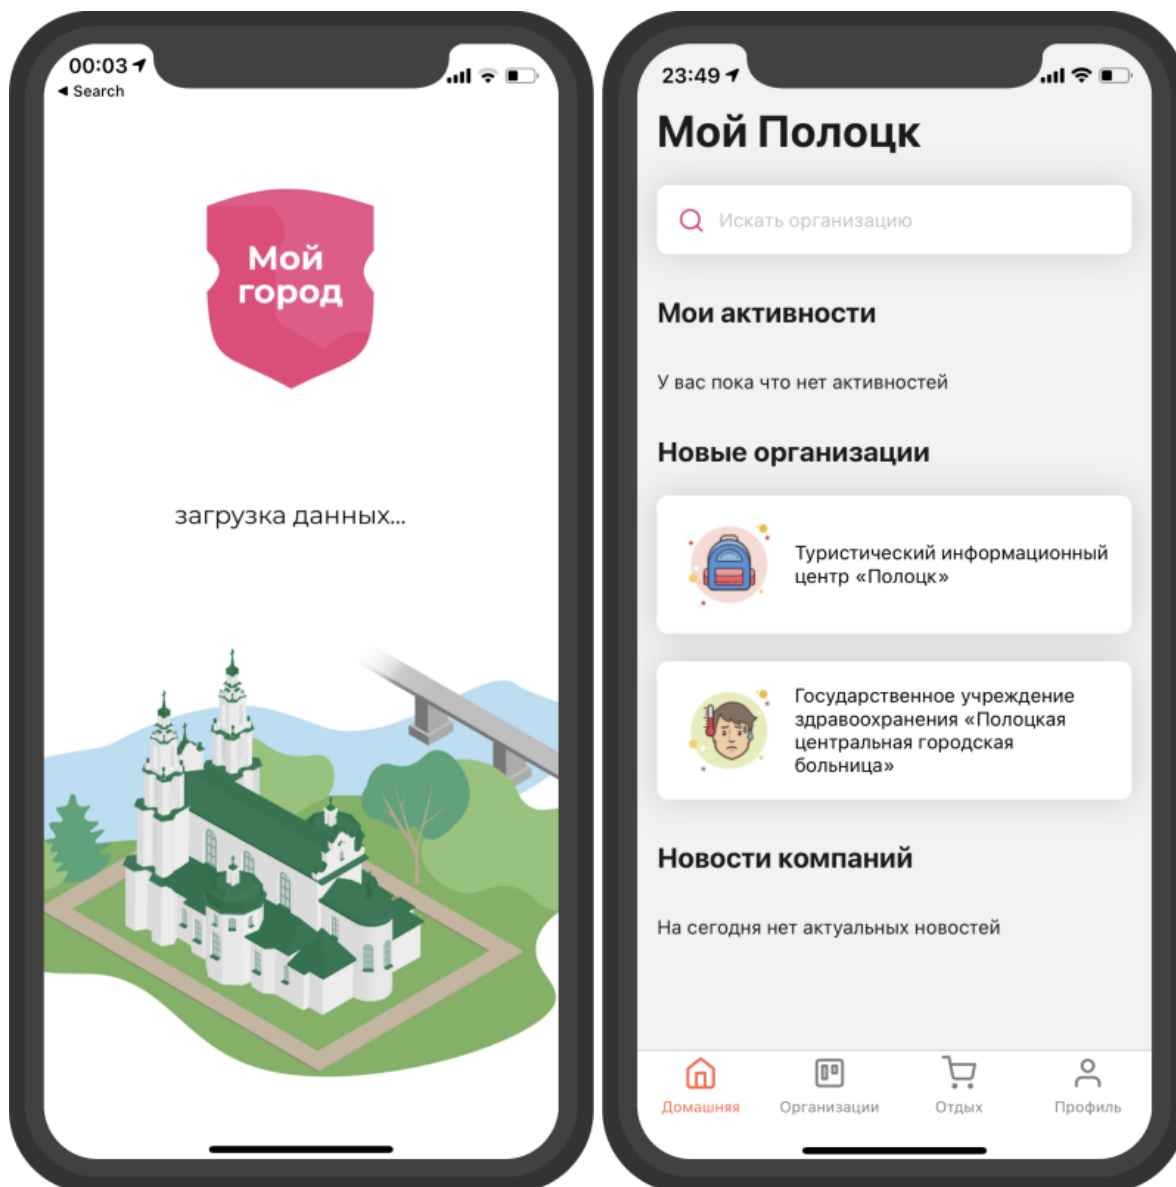 00:03
Search
Мой
город
загрузка данных...
23:49
Мой Полоцк
Искать организацию
Мои активности
У вас пока что нет активностей
Новые организации
Туристический информационный
центр «Полоцк»
Государственное учреждение
здравоохранения «Полоцкая
центральная городская
больница»
Новости компаний
На сегодня нет актуальных новостей
Домашняя
Организации
Отдых
Профиль